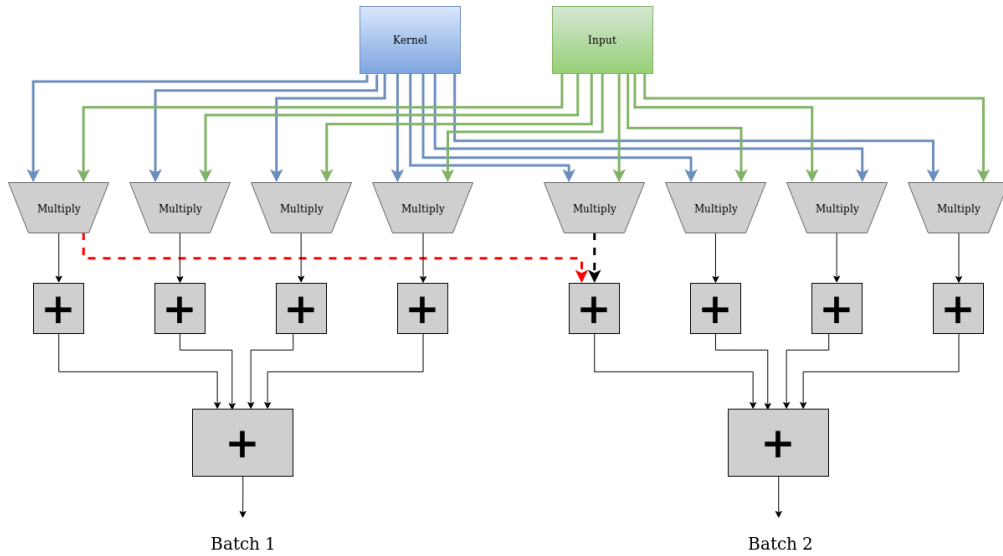 Kernel
Input
Multiply
Multiply
Multiply
Multiply
Multiply
Multiply
Multiply
Multiply
+
+
+
+
+
+
+
+
+
+
Batch 1
Batch 2